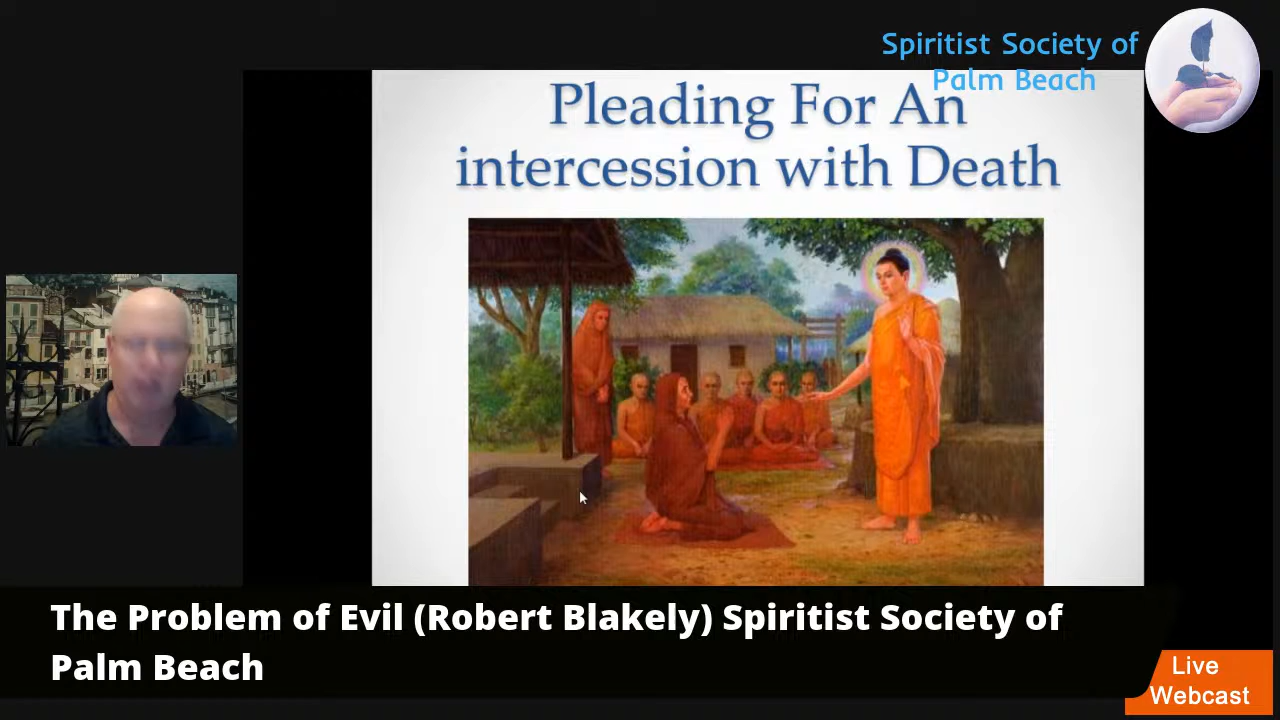 Spiritist Society of
Palm Beach
Pleading For An
intercession with Death
The Problem of Evil (Robert Blakely) Spiritist Society of
Palm Beach
Live
Webcast